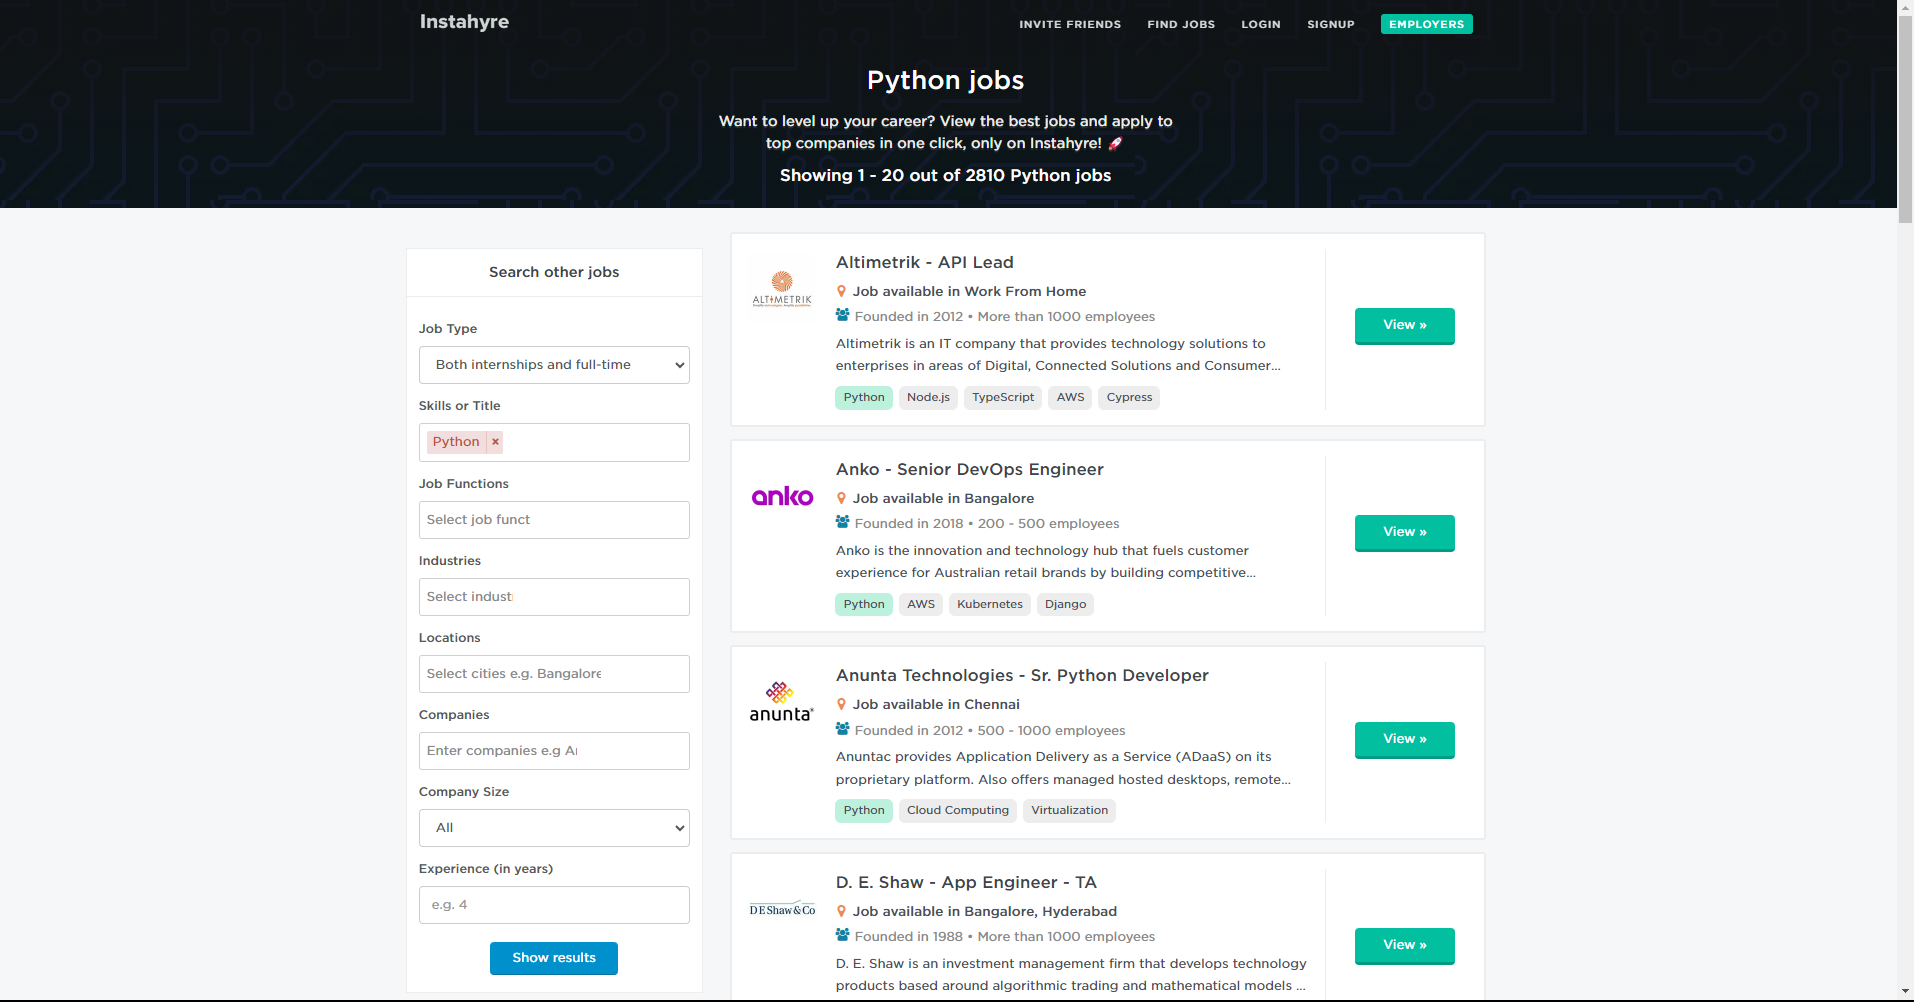 Instahyre
INVITE FRIENDS
FIND JOBS
LOGIN
SIGNUP
EMPLOYERS
Python jobs
Want to level up your career? View the best jobs and apply to
top companies in one click, only on Instahyre! 🚀
Showing 1 - 20 out of 2810 Python jobs
Search other jobs
Job Type
Both internships and full-time
Skills or Title
Python ×
Job Functions
Select job funct
Industries
Select indust
Locations
Select cities e.g. Bangalore
Companies
Enter companies e.g
Company Size
All
Experience (in years)
e.g. 4
Show results
ALTIMETRIK
Altimetrik - API Lead
Job available in Work From Home
Founded in 2012 • More than 1000 employees
Altimetrik is an IT company that provides technology solutions to
enterprises in areas of Digital, Connected Solutions and Consumer...
Python Node.js TypeScript AWS Cypress
View »
anko
Anko - Senior DevOps Engineer
Job available in Bangalore
Founded in 2018 • 200 - 500 employees
Anko is the innovation and technology hub that fuels customer
experience for Australian retail brands by building competitive...
Python AWS Kubernetes Django
View »
anunta
Anunta Technologies - Sr. Python Developer
Job available in Chennai
Founded in 2012 • 500 - 1000 employees
Anuntac provides Application Delivery as a Service (ADaaS) on its
proprietary platform. Also offers managed hosted desktops, remote...
Python Cloud Computing Virtualization
View »
DE Shaw & Co
D. E. Shaw - App Engineer - TA
Job available in Bangalore, Hyderabad
Founded in 1988 • More than 1000 employees
D. E. Shaw is an investment management firm that develops technology
products based around algorithmic trading and mathematical models ...
View »